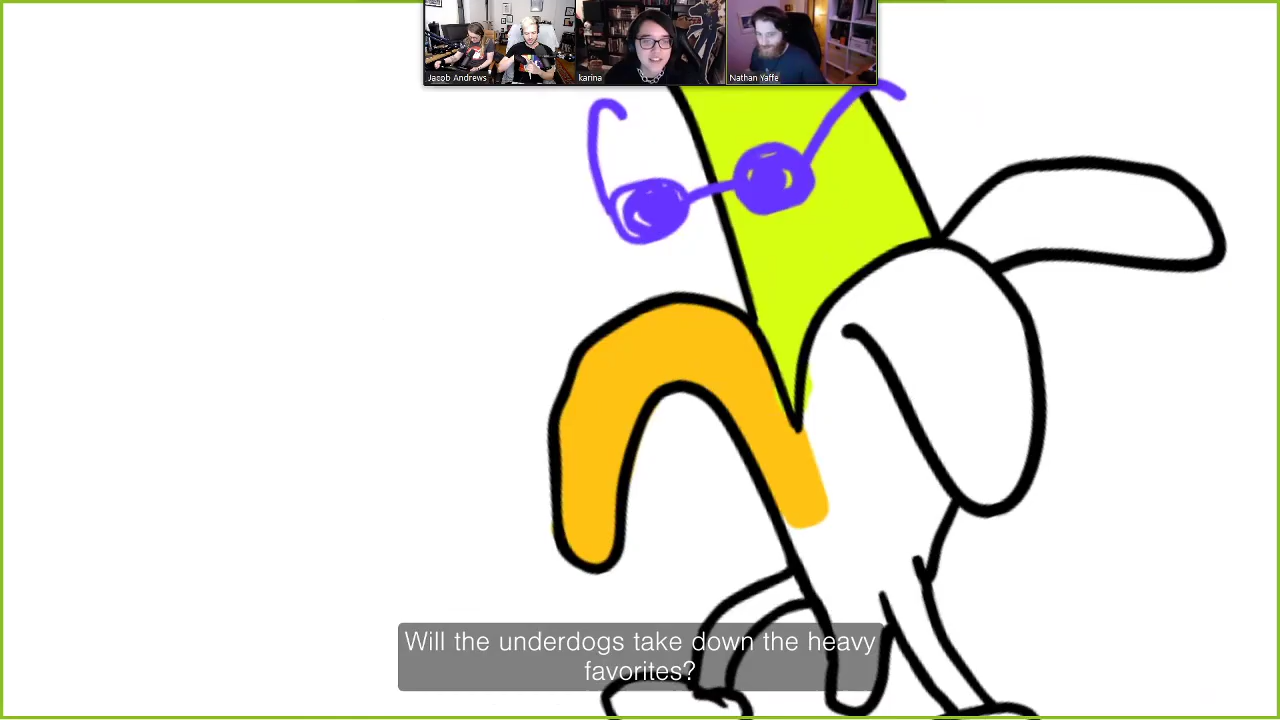 Jacob Andrews
karina
Nathan Yaffe
Will the underdogs take down the heavy
favorites?